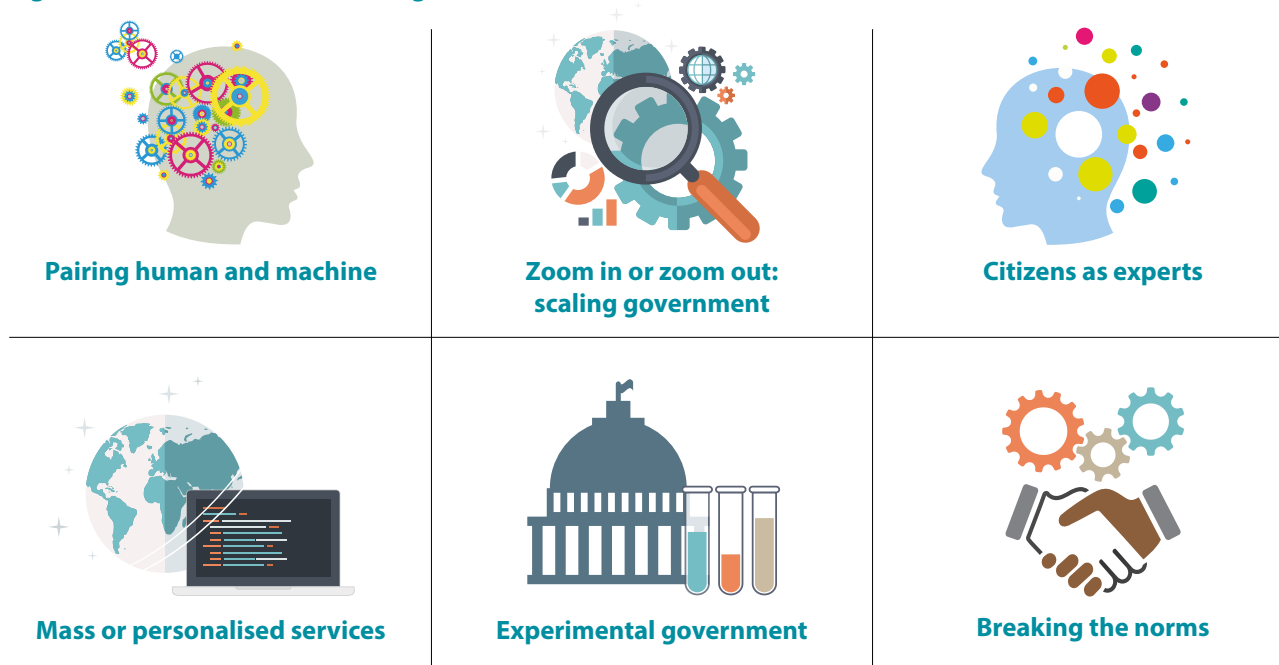 Pairing human and machine
Zoom in or zoom out:
scaling government
Citizens as experts
Mass or personalised services
Experimental government
Breaking the norms